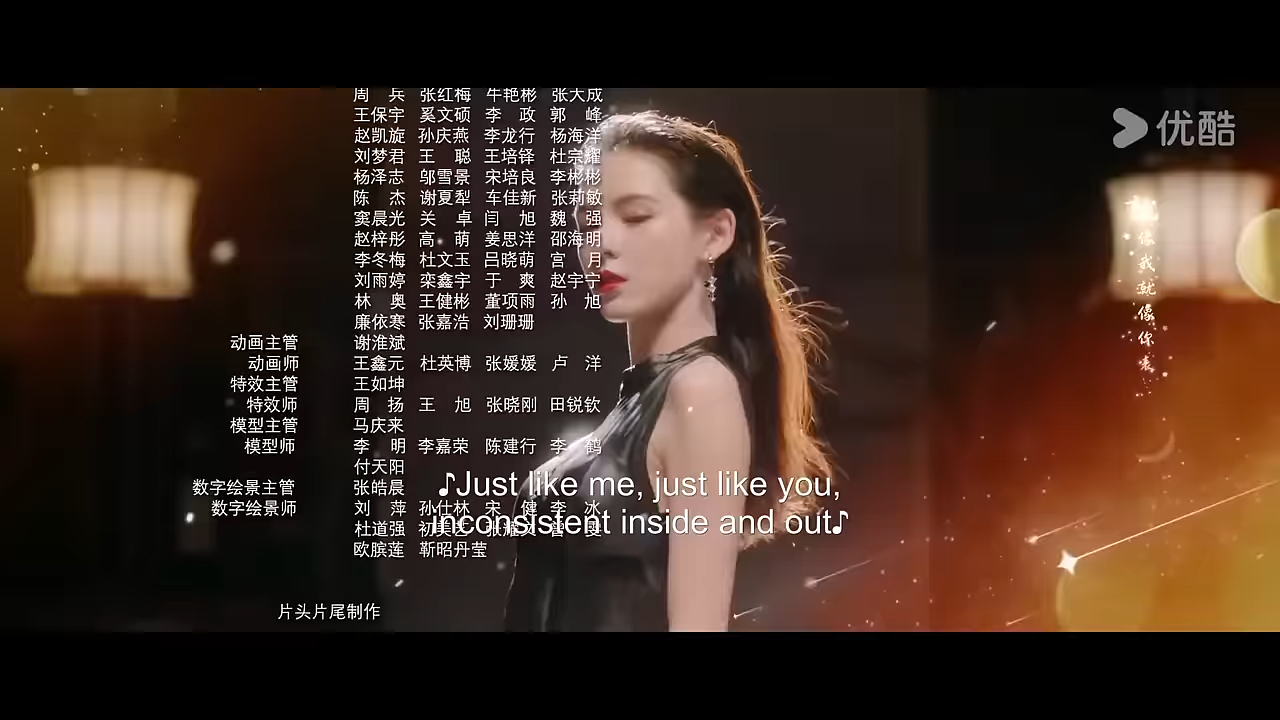 周 兵 张红梅 牛艳彬 张大成
王保宇 奚文硕 李 政 郭 峰
赵凯旋 孙庆燕 李龙行 杨海洋
刘梦君 王 聪 王培铎 杜宗耀
杨泽志 邬雪景 宋培良 李彬彬
陈 杰 谢夏犁 车佳新 张莉敏
窦晨光 关 卓 闫 旭 魏 强
赵梓彤 高 萌 姜思洋 邵海明
李冬梅 杜文玉 吕晓萌 宫 月
刘雨婷 栾鑫宇 于 爽 赵宇宁
林 奥 王健彬 董项雨 孙 旭
廉依寒 张嘉浩 刘珊珊
动画主管 谢淮斌
动画师 王鑫元 杜英博 张媛媛 卢 洋
特效主管 王如坤
特效师 周 扬 王 旭 张晓刚 田锐钦
模型主管 马庆来
模型师 李 明 李嘉荣 陈建行 李 鹤
付天阳
数字绘景主管 张皓晨
数字绘景师 刘 萍 孙仕林 宋 健 李 冰
杜道强
欧膑莲 靳昭丹莹
片头片尾制作
♪Just like me, just like you,
inconsistent inside and out♪
优酷
像我就像你表